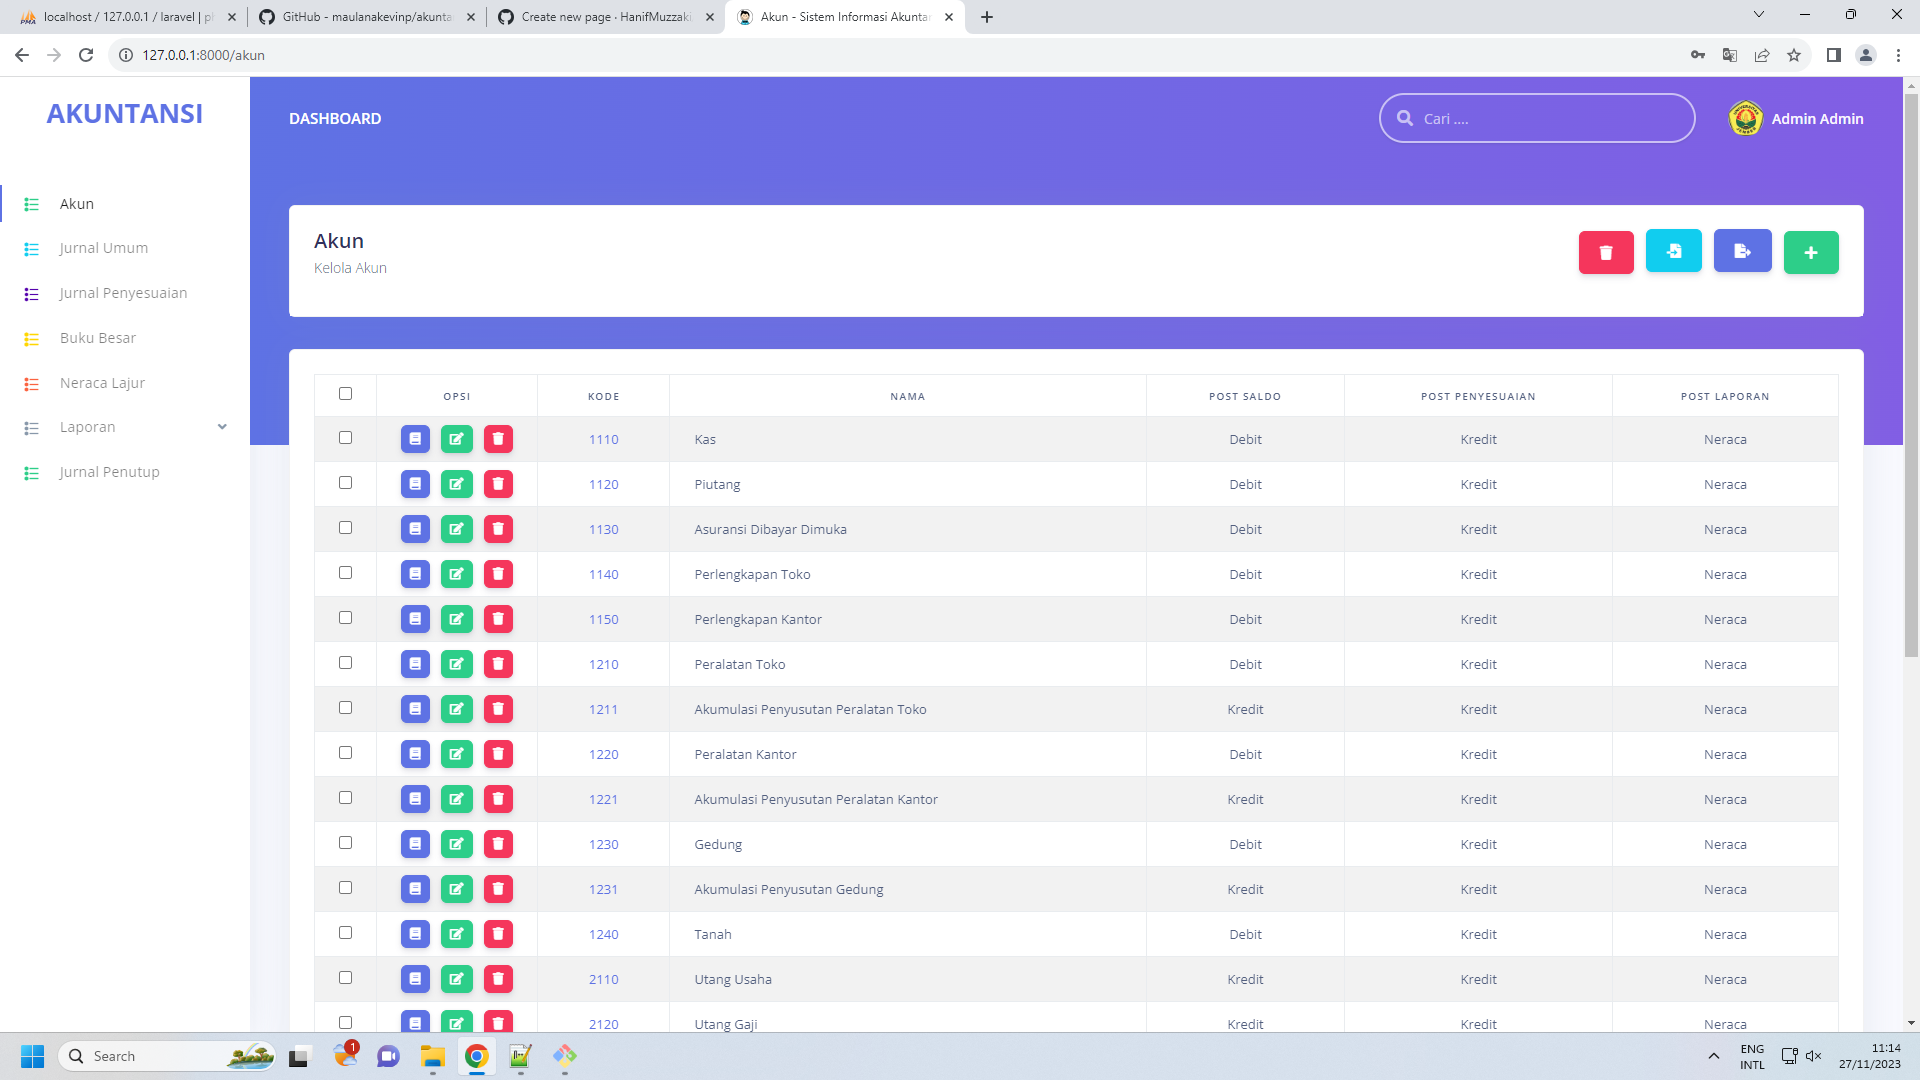 localhost / 127.0.0.1 / laravel | p
GitHub - maulanakevinp/akunta
Create new page · HanifMuzzaki
Akun - Sistem Informasi Akuntan
127.0.0.1:8000/akun
AKUNTANSI
DASHBOARD
Cari ....
Admin Admin
Akun
Jurnal Umum
Jurnal Penyesuaian
Buku Besar
Neraca Lajur
Laporan
Jurnal Penutup
Akun
Kelola Akun
OPSI KODE NAMA POST SALDO POST PENYESUAIAN POST LAPORAN
1110 Kas Debit Kredit Neraca
1120 Piutang Debit Kredit Neraca
1130 Asuransi Dibayar Dimuka Debit Kredit Neraca
1140 Perlengkapan Toko Debit Kredit Neraca
1150 Perlengkapan Kantor Debit Kredit Neraca
1210 Peralatan Toko Debit Kredit Neraca
1211 Akumulasi Penyusutan Peralatan Toko Kredit Kredit Neraca
1220 Peralatan Kantor Debit Kredit Neraca
1221 Akumulasi Penyusutan Peralatan Kantor Kredit Kredit Neraca
1230 Gedung Debit Kredit Neraca
1231 Akumulasi Penyusutan Gedung Kredit Kredit Neraca
1240 Tanah Debit Kredit Neraca
2110 Utang Usaha Kredit Kredit Neraca
2120 Utang Gaji Kredit Kredit Neraca
Search
1
ENG
INTL
11:14
27/11/2023